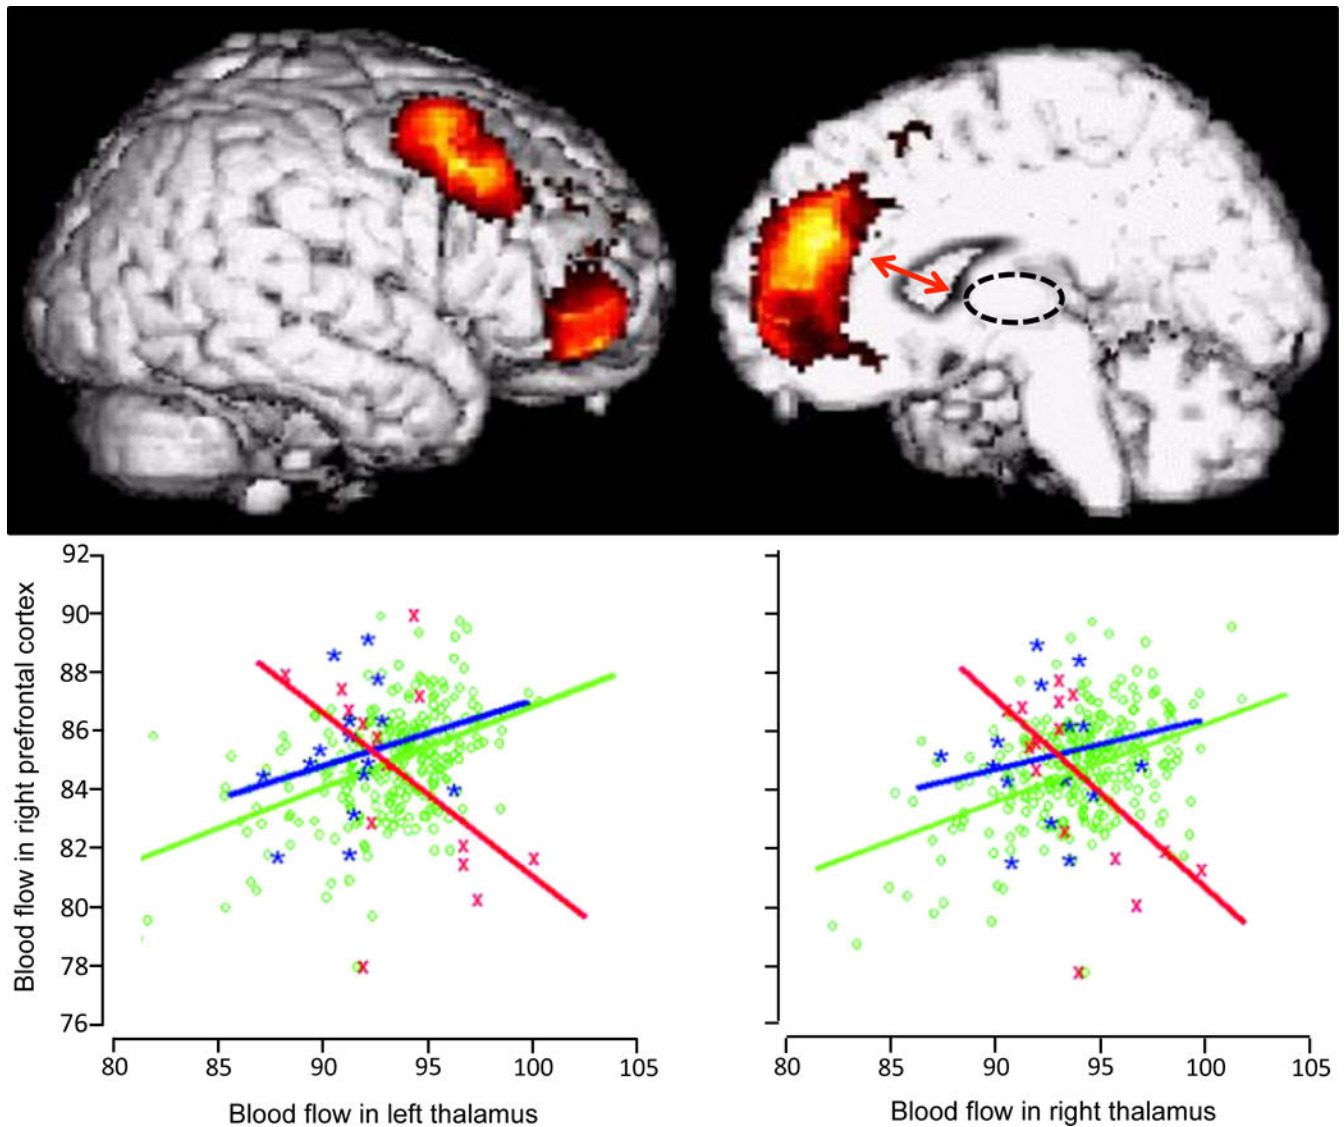 92
90
88
86
84
82
80
78
76
Blood flow in right prefrontal cortex
80 85 90 95 100 105
80 85 90 95 100 105
Blood flow in left thalamus
Blood flow in right thalamus